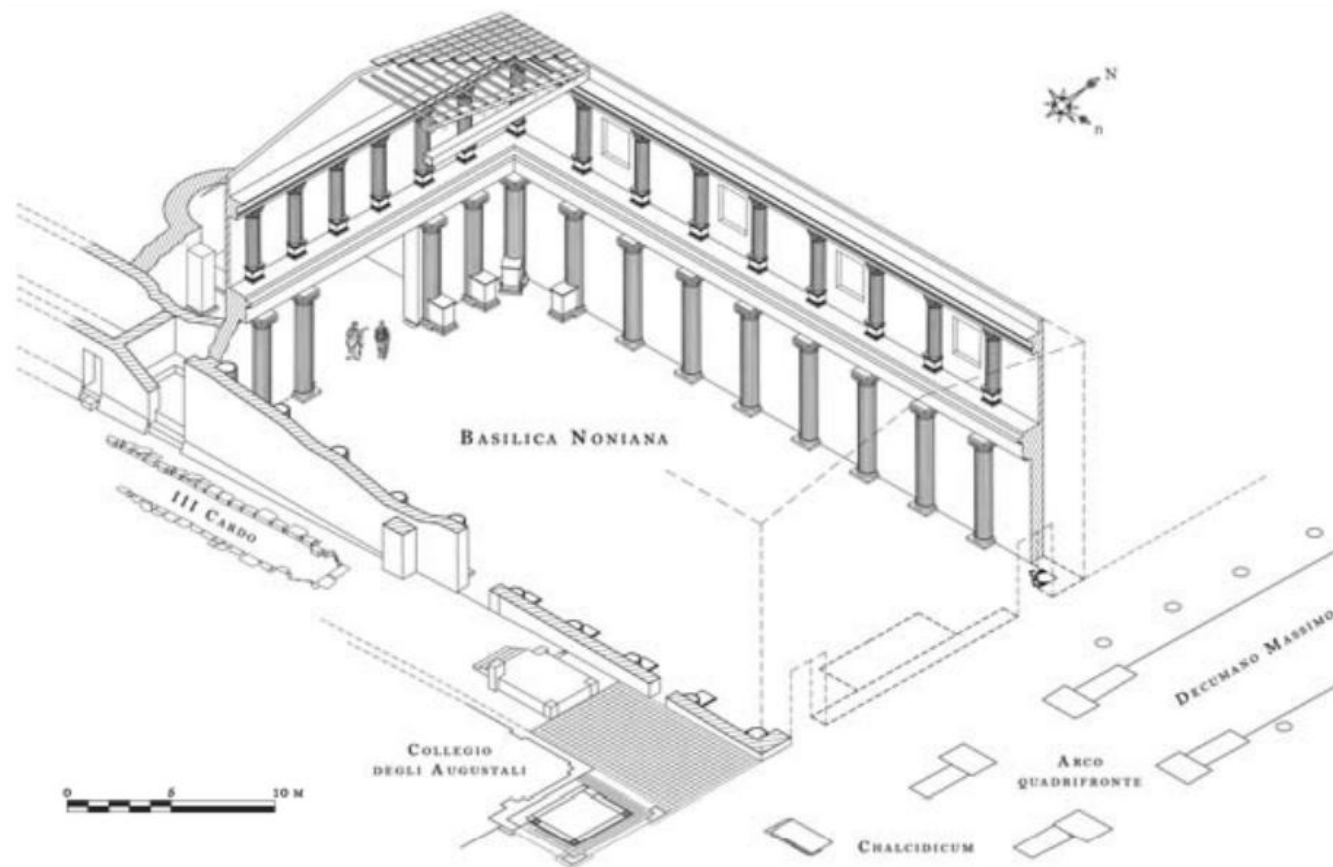 N
n
BASILICA NONIANA
III CARDO
DECUMANO MASSIMO
COLLEGIO
DEGLI AUGUSTALI
ARCO
QUADRIFRONTE
0 5 10 M
CHALCIDICUM